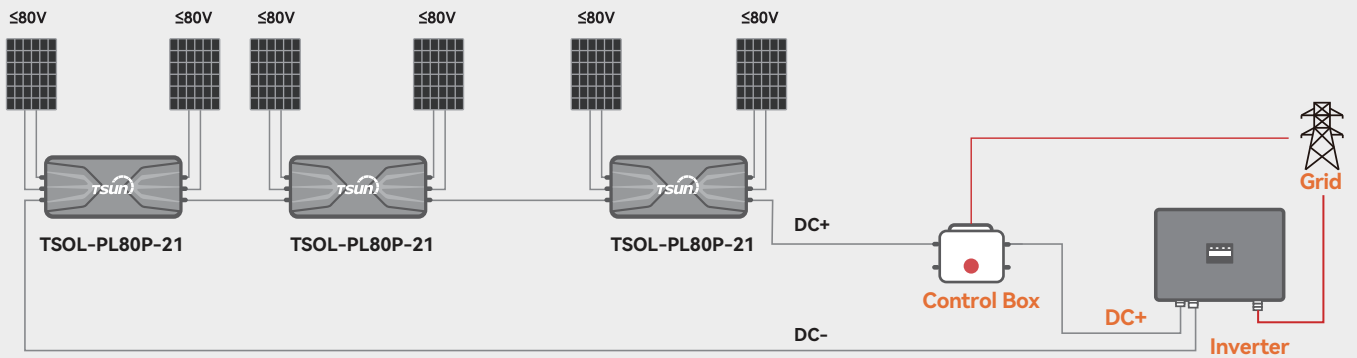 ≤80V ≤80V ≤80V ≤80V ≤80V ≤80V
TSUN TSUN TSUN
Grid
DC+
TSOL-PL80P-21 TSOL-PL80P-21 TSOL-PL80P-21
Control Box
DC+
DC-
Inverter